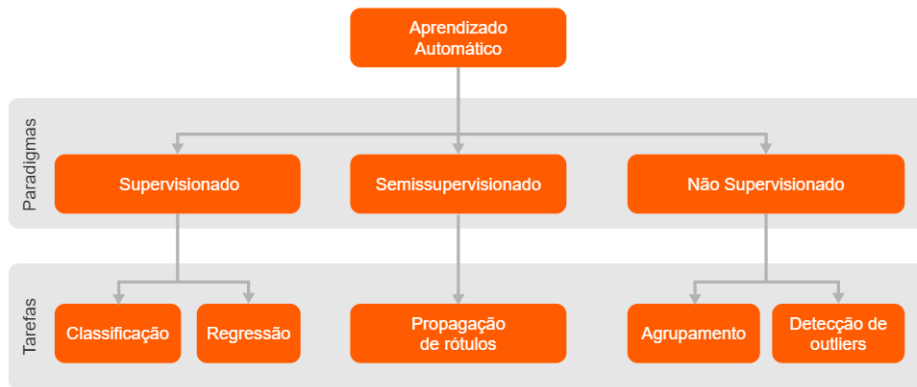 Aprendizado
Automático
Paradigmas
Supervisionado
Semissupervisionado
Não Supervisionado
Tarefas
Classificação
Regressão
Propagação
de rótulos
Agrupamento
Detecção de
outliers